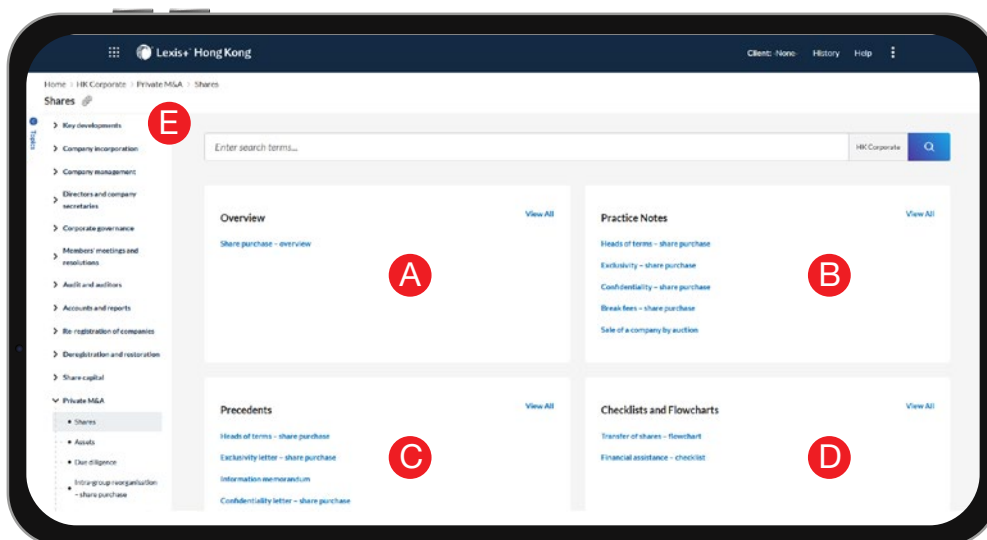 Lexis+® Hong Kong
Client: -None-
History
Help
Home > HK Corporate > Private M&A > Shares
Shares
Topics
E
Key developments
Company incorporation
Company management
Directors and company
secretaries
Corporate governance
Members' meetings and
resolutions
Audit and auditors
Accounts and reports
Re-registration of companies
Deregistration and restoration
Share capital
Private M&A
• Shares
• Assets
• Due diligence
• Intra-group reorganisation
– share purchase
Enter search terms...
HK Corporate
Overview
View All
Share purchase – overview
A
Practice Notes
View All
Heads of terms – share purchase
Exclusivity – share purchase
Confidentiality – share purchase
Break fees – share purchase
Sale of a company by auction
B
Precedents
View All
Heads of terms – share purchase
Exclusivity letter – share purchase
Information memorandum
Confidentiality letter – share purchase
C
Checklists and Flowcharts
View All
Transfer of shares – flowchart
Financial assistance – checklist
D